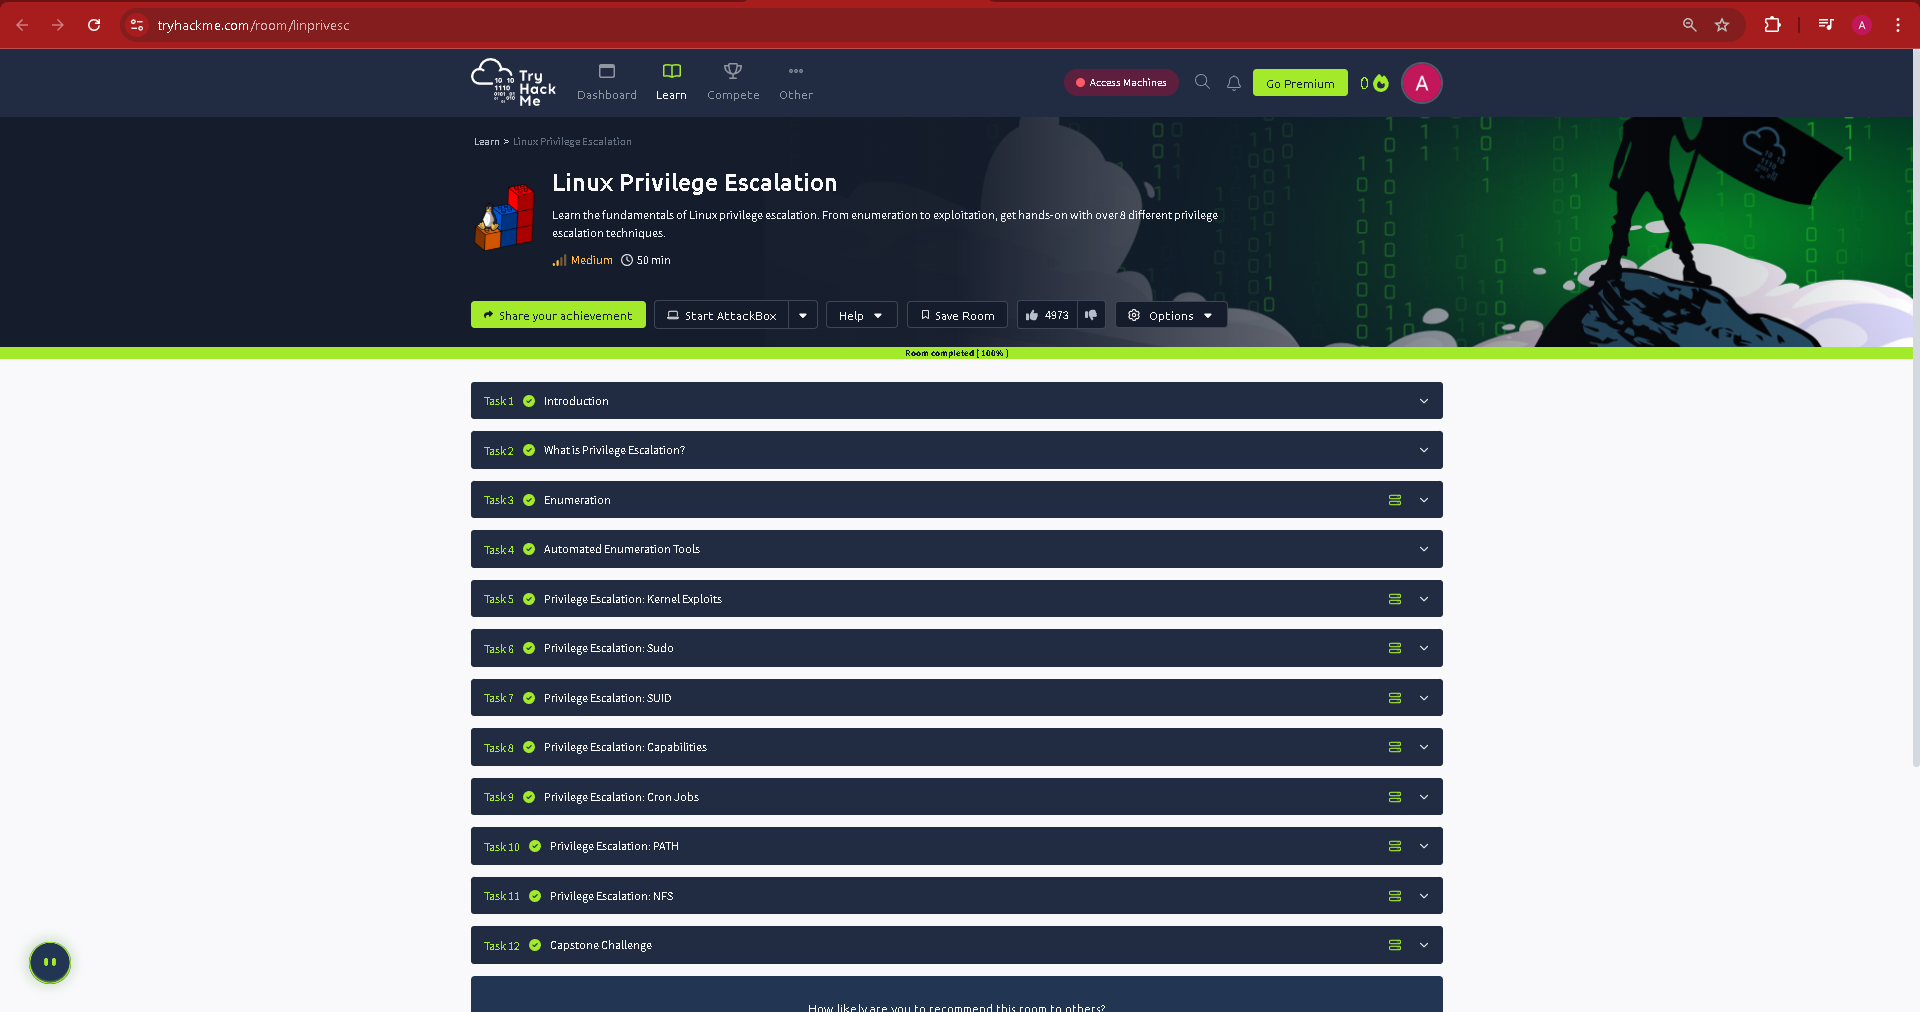 tryhackme.com/room/linprivesc
A
Try
Hack
Me
Dashboard
Learn
Compete
Other
Access Machines
Go Premium
0
A
Learn > Linux Privilege Escalation
Linux Privilege Escalation
Learn the fundamentals of Linux privilege escalation. From enumeration to exploitation, get hands-on with over 8 different privilege
escalation techniques.
Medium 50 min
Share your achievement
Start AttackBox
Help
Save Room
4973
Options
Room completed [ 100% ]
Task 1 Introduction
Task 2 What is Privilege Escalation?
Task 3 Enumeration
Task 4 Automated Enumeration Tools
Task 5 Privilege Escalation: Kernel Exploits
Task 6 Privilege Escalation: Sudo
Task 7 Privilege Escalation: SUID
Task 8 Privilege Escalation: Capabilities
Task 9 Privilege Escalation: Cron Jobs
Task 10 Privilege Escalation: PATH
Task 11 Privilege Escalation: NFS
Task 12 Capstone Challenge
How likely are you to recommend this room to others?